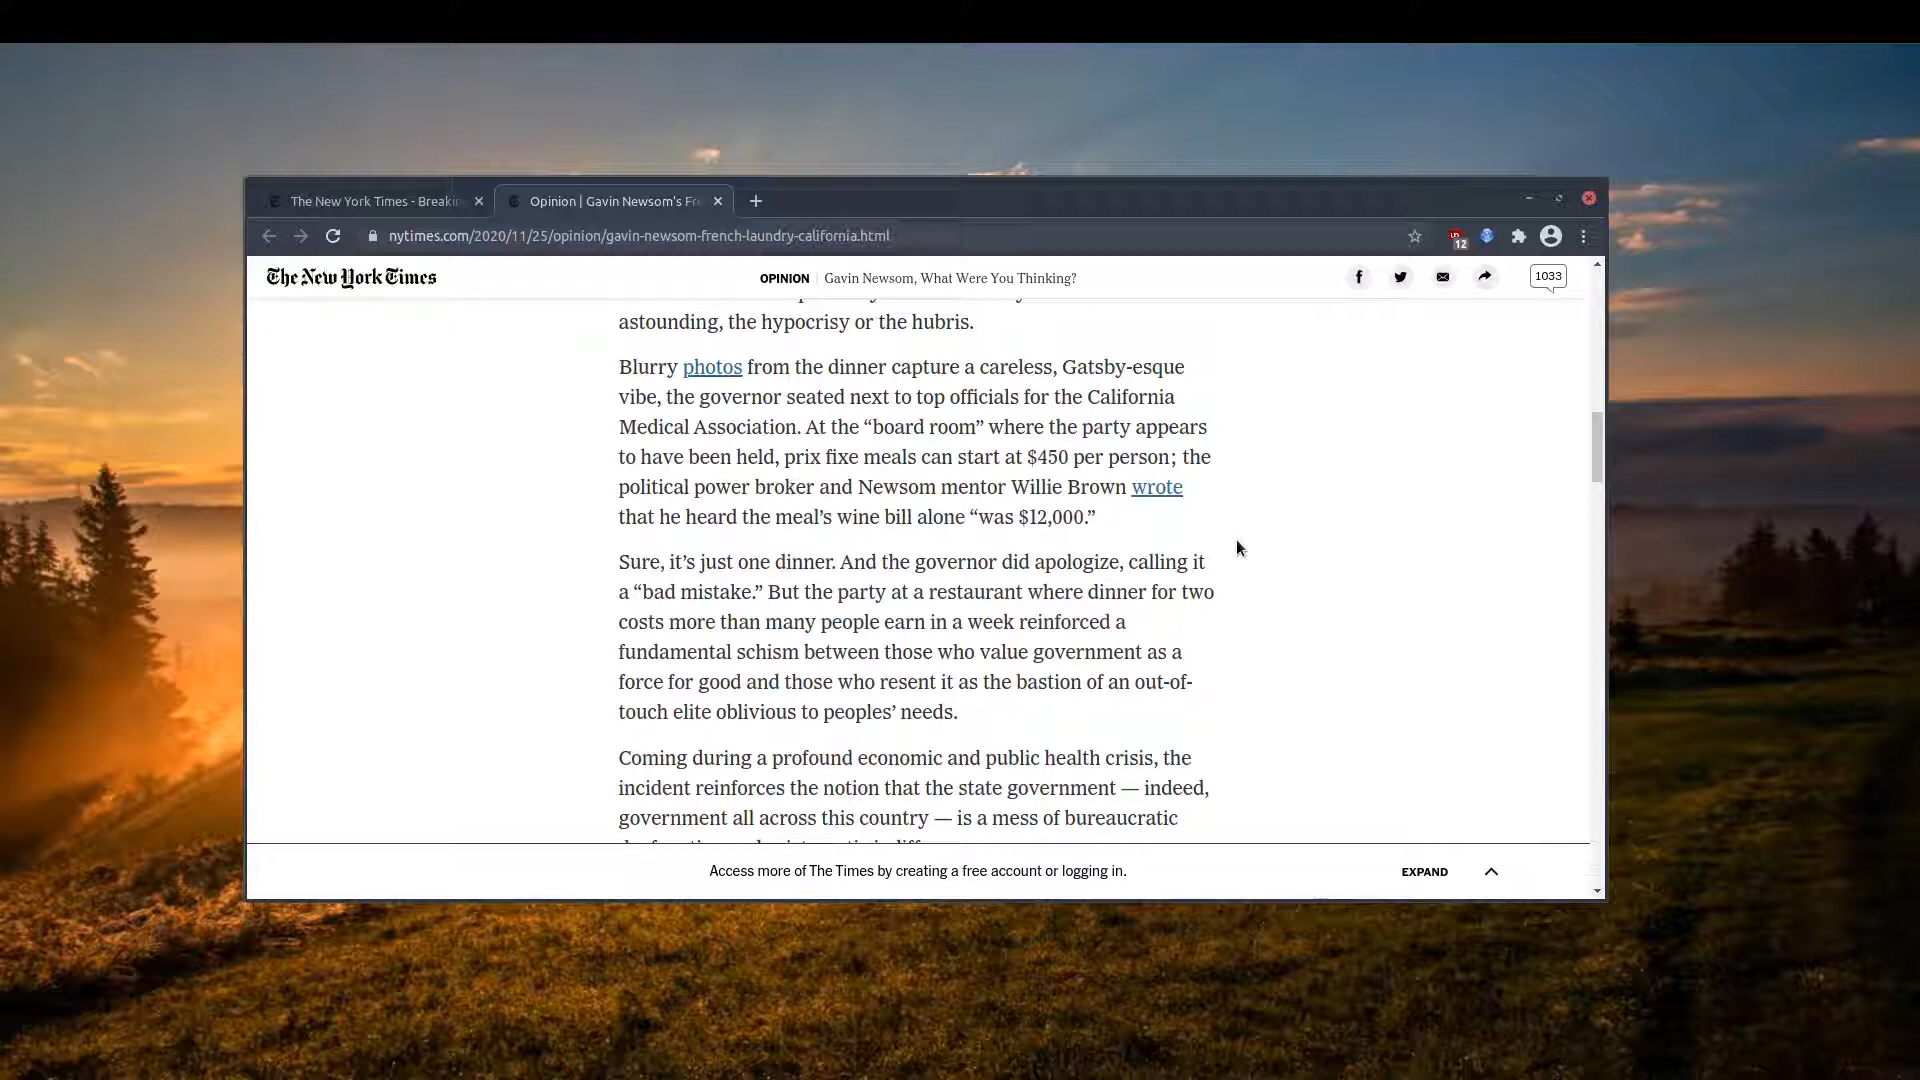 The New York Times - Breakin
Opinion | Gavin Newsom's Fr
nytimes.com/2020/11/25/opinion/gavin-newsom-french-laundry-california.html
12
The New York Times
OPINION | Gavin Newsom, What Were You Thinking?
1033
astounding, the hypocrisy or the hubris.
Blurry photos from the dinner capture a careless, Gatsby-esque
vibe, the governor seated next to top officials for the California
Medical Association. At the “board room” where the party appears
to have been held, prix fixe meals can start at $450 per person; the
political power broker and Newsom mentor Willie Brown wrote
that he heard the meal’s wine bill alone “was $12,000.”
Sure, it’s just one dinner. And the governor did apologize, calling it
a “bad mistake.” But the party at a restaurant where dinner for two
costs more than many people earn in a week reinforced a
fundamental schism between those who value government as a
force for good and those who resent it as the bastion of an out-of-
touch elite oblivious to peoples’ needs.
Coming during a profound economic and public health crisis, the
incident reinforces the notion that the state government — indeed,
government all across this country — is a mess of bureaucratic
Access more of The Times by creating a free account or logging in.
EXPAND